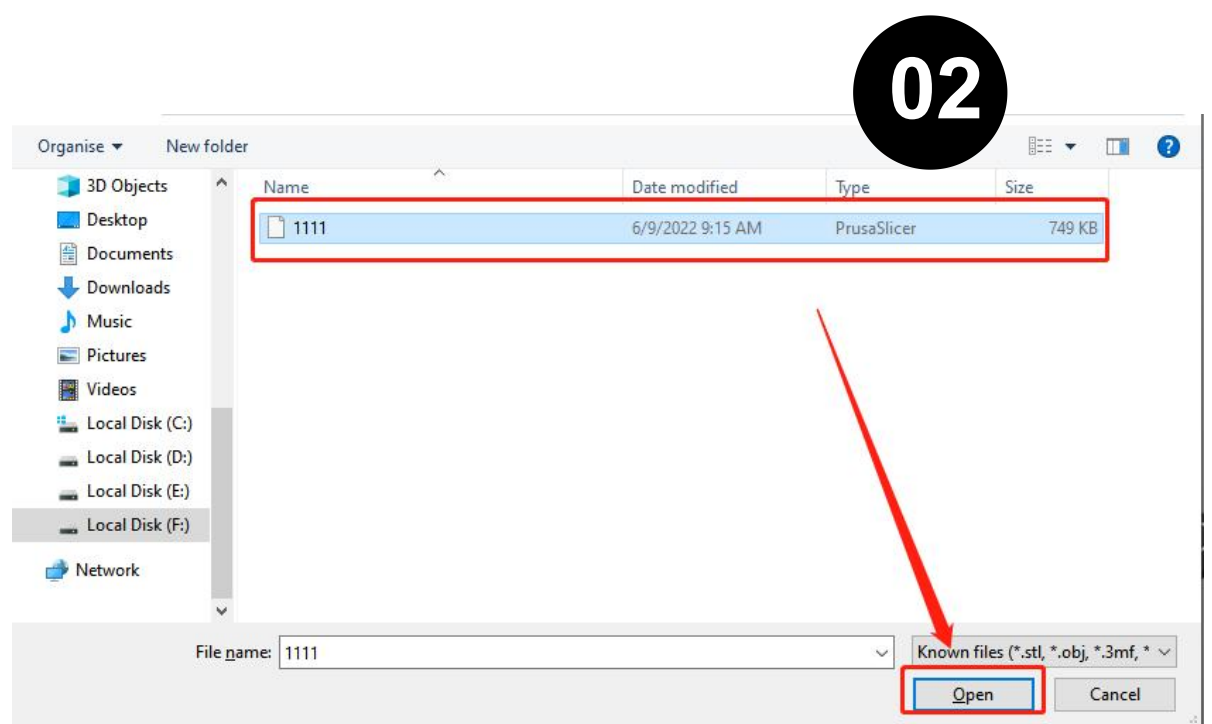 02
Organise New folder
Name Date modified Type Size
1111 6/9/2022 9:15 AM PrusaSlicer 749 KB
3D Objects
Desktop
Documents
Downloads
Music
Pictures
Videos
Local Disk (C:)
Local Disk (D:)
Local Disk (E:)
Local Disk (F:)
Network
File name: 1111 Known files (*.stl, *.obj, *.3mf, *
Open Cancel